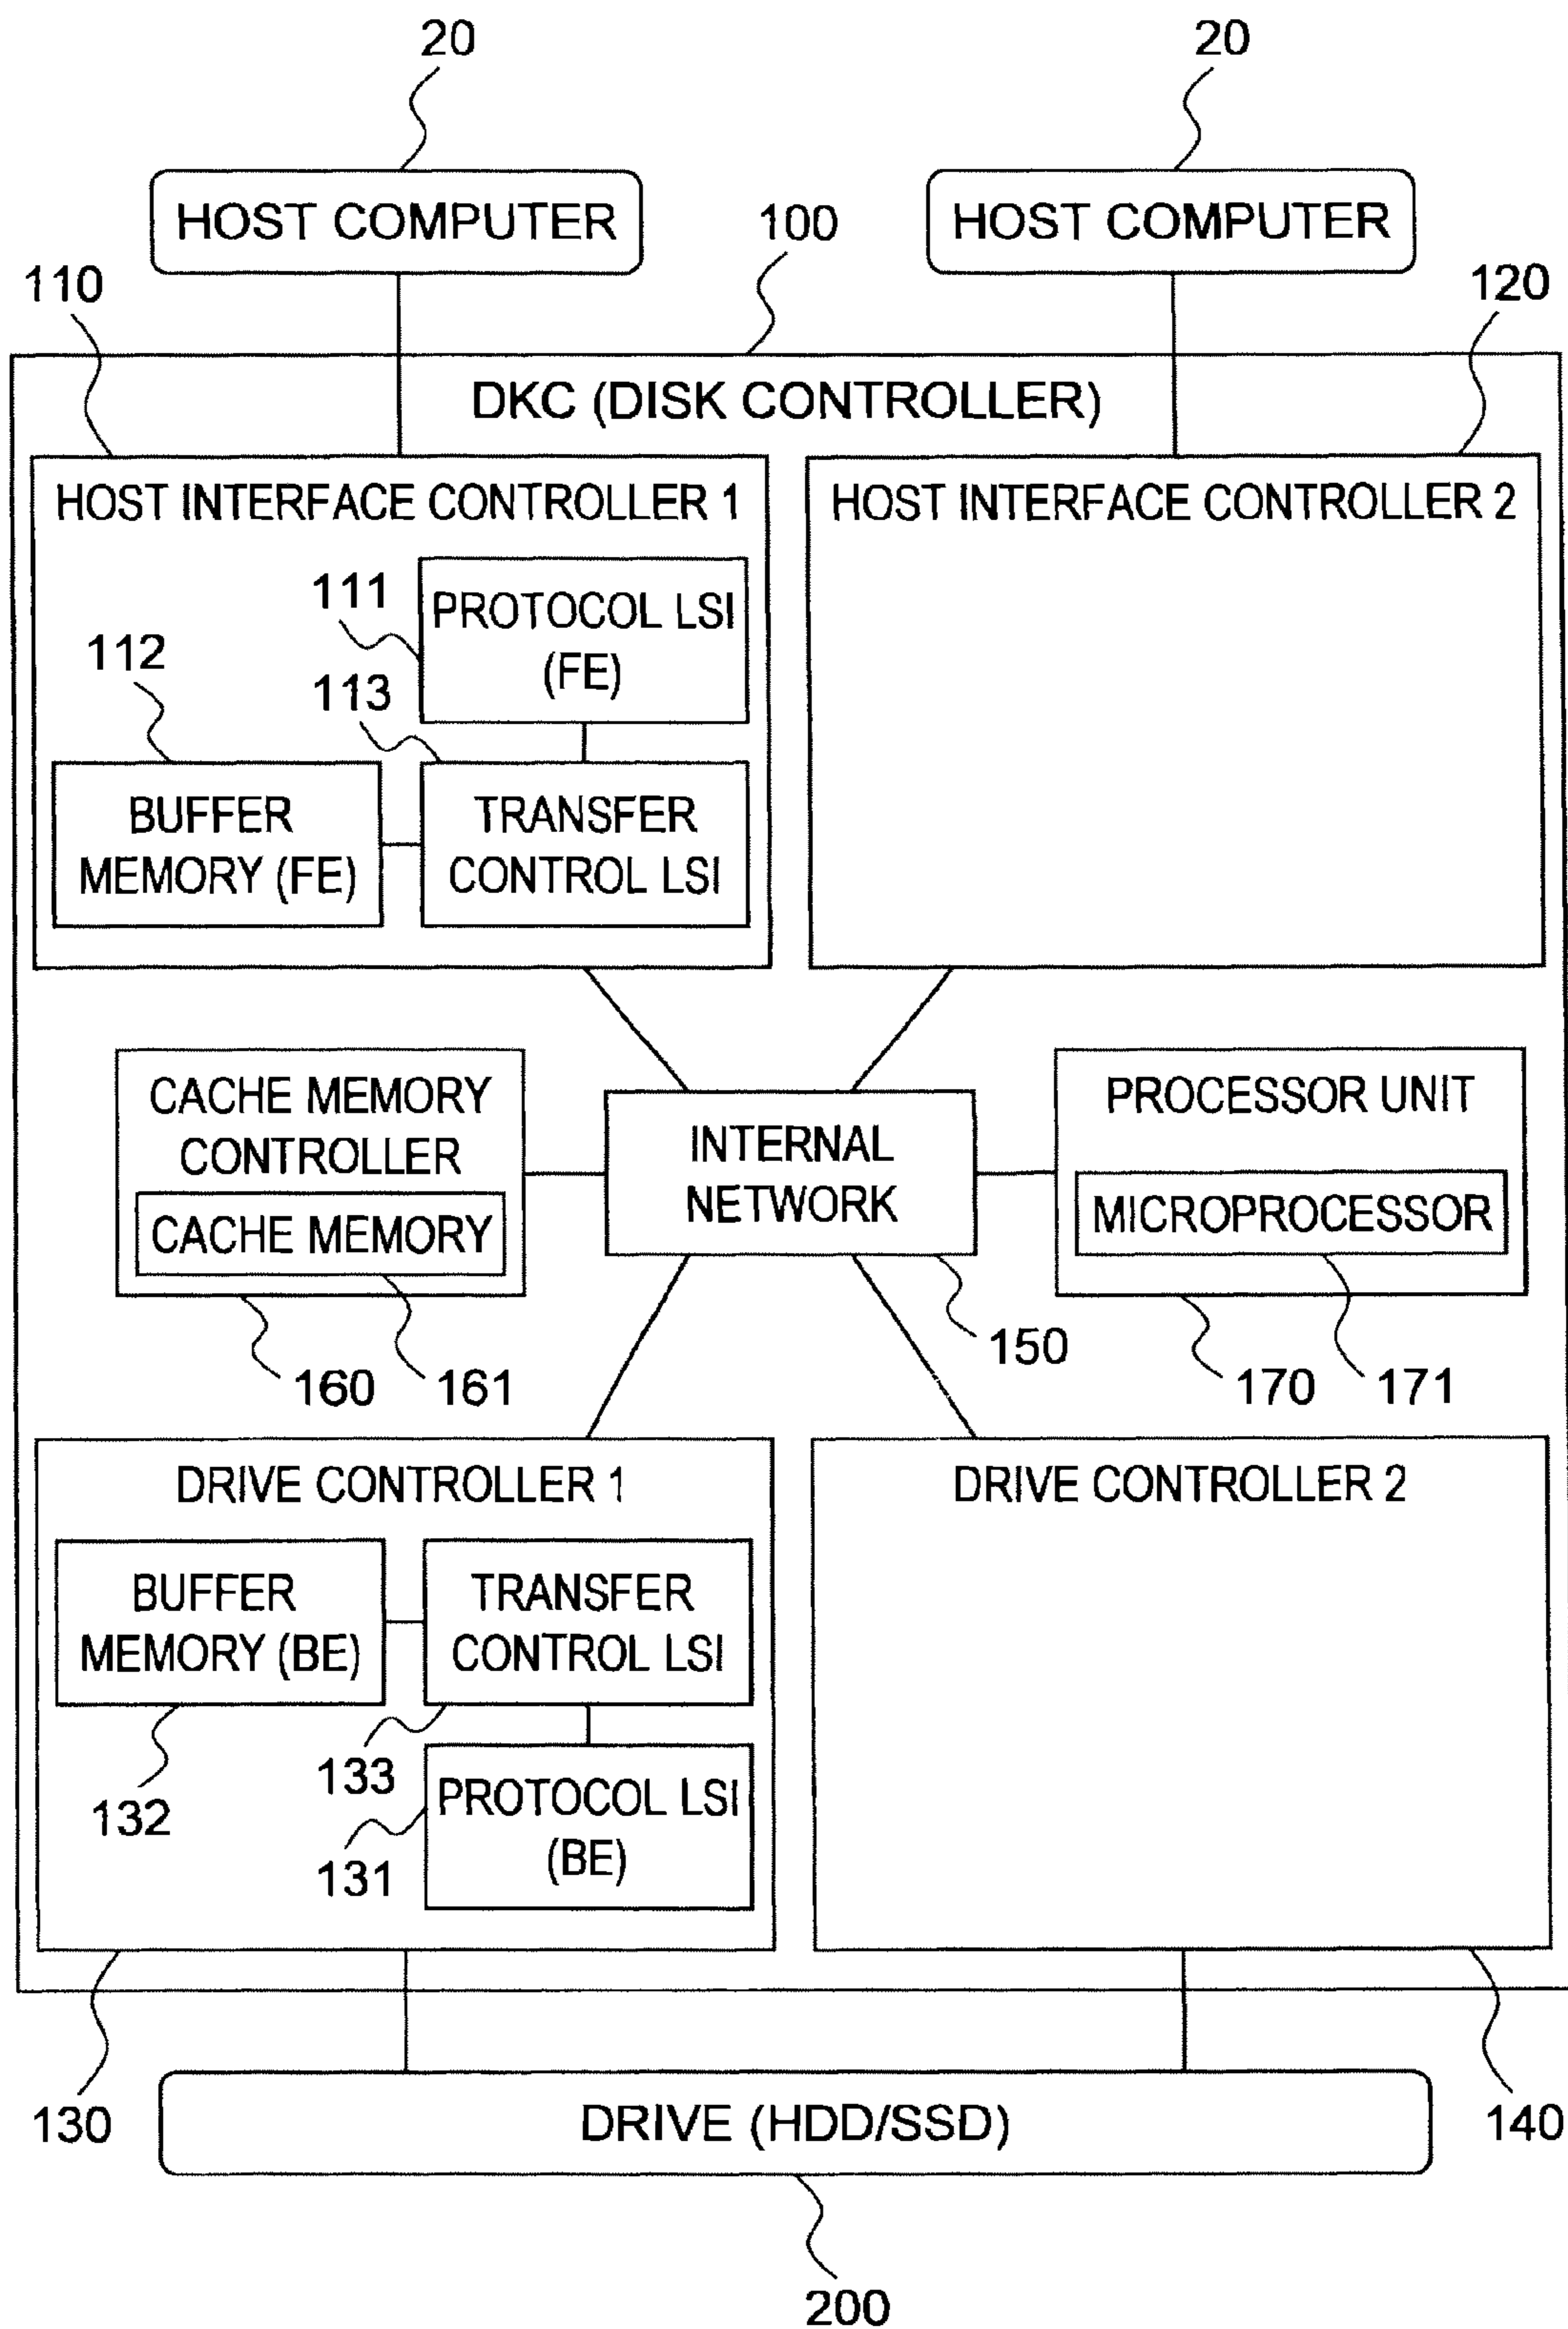 20
20
HOST COMPUTER
HOST COMPUTER
100
110
120
DKC (DISK CONTROLLER)
HOST INTERFACE CONTROLLER 1
HOST INTERFACE CONTROLLER 2
111
PROTOCOL LSI
(FE)
112
113
BUFFER
MEMORY (FE)
TRANSFER
CONTROL LSI
CACHE MEMORY
CONTROLLER
CACHE MEMORY
INTERNAL
NETWORK
PROCESSOR UNIT
MICROPROCESSOR
150
160
161
170
171
DRIVE CONTROLLER 1
DRIVE CONTROLLER 2
BUFFER
MEMORY (BE)
TRANSFER
CONTROL LSI
132
133
131
PROTOCOL LSI
(BE)
130
140
DRIVE (HDD/SSD)
200